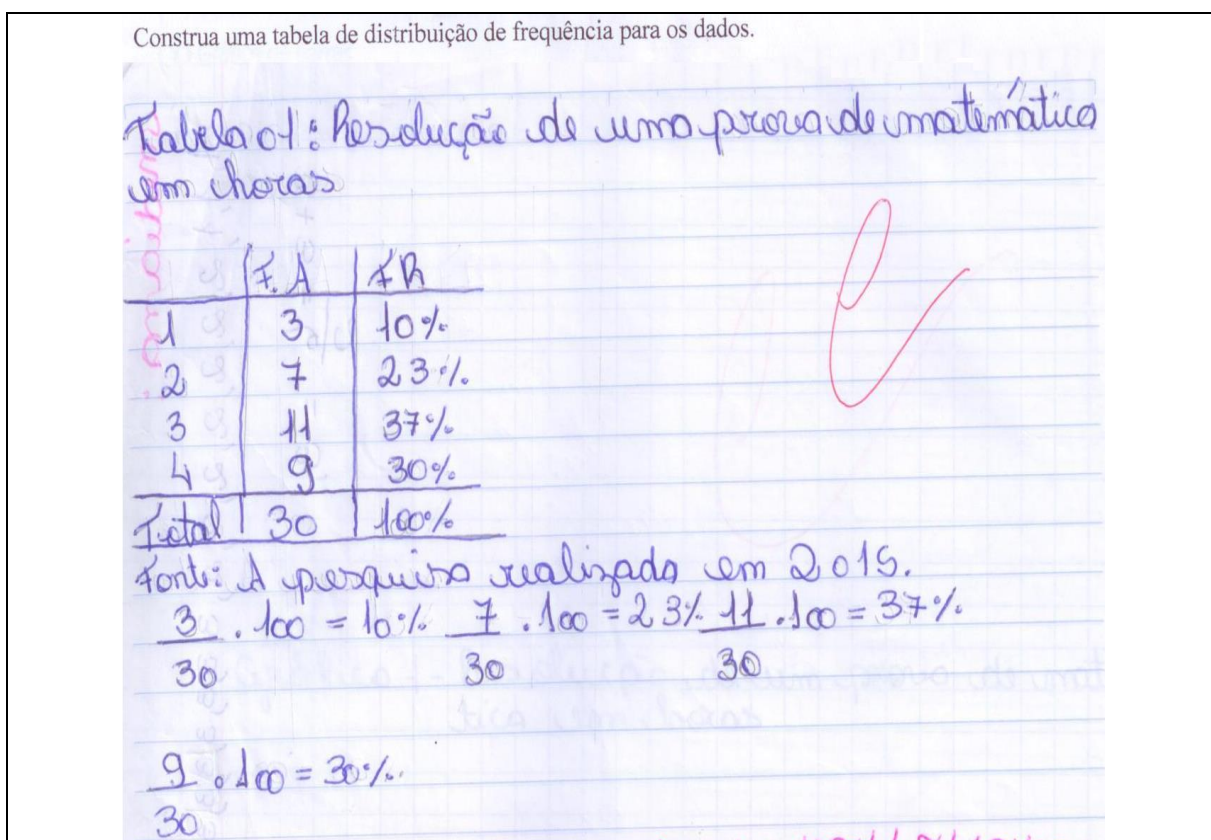 Construa uma tabela de distribuição de frequência para os dados.
Tabela 01: Resolução de uma prova de matemática
em horas
F.A FR
1 3 10%
2 7 23%
3 11 37%
4 9 30%
Total 30 100%
Fonte: A pesquisa realizada em 2015.
3/30 . 100 = 10% 7/30 . 100 = 23% 11/30 . 100 = 37%
9/30 . 100 = 30%